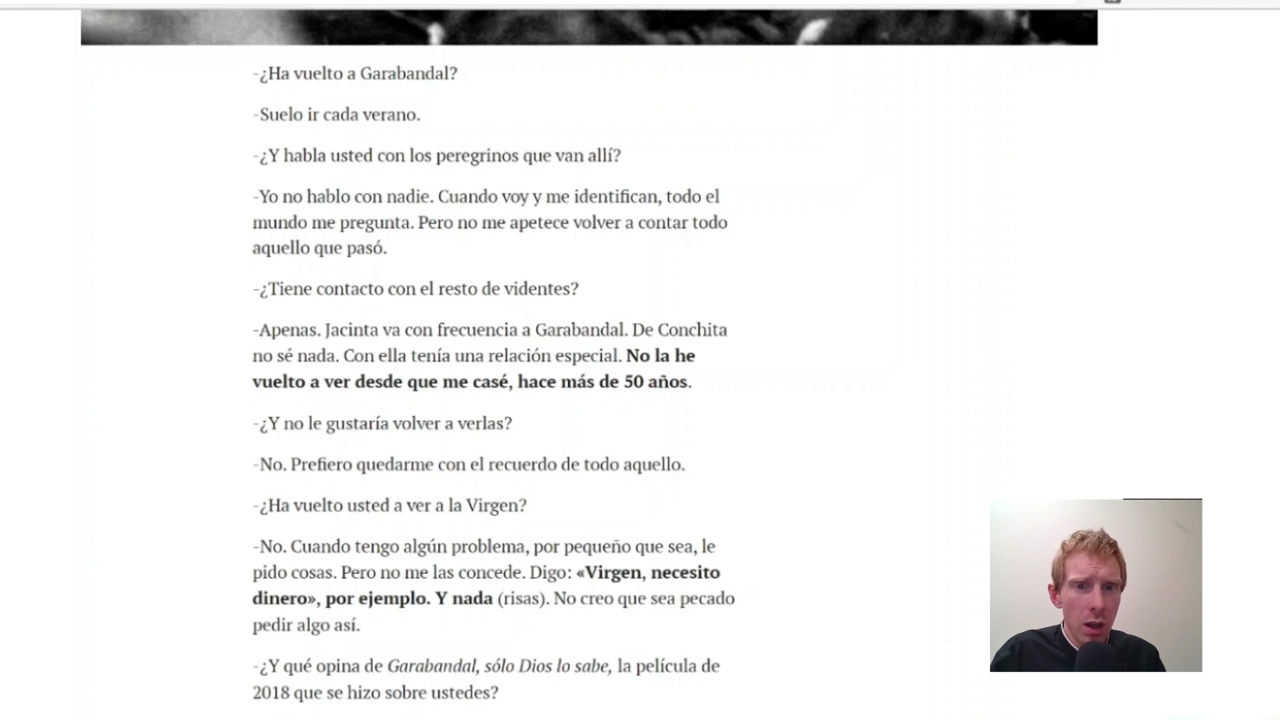 -¿Ha vuelto a Garabandal?
-Suelo ir cada verano.
-¿Y habla usted con los peregrinos que van allí?
-Yo no hablo con nadie. Cuando voy y me identifican, todo el
mundo me pregunta. Pero no me apetece volver a contar todo
aquello que pasó.
-¿Tiene contacto con el resto de videntes?
-Apenas. Jacinta va con frecuencia a Garabandal. De Conchita
no sé nada. Con ella tenía una relación especial. No la he
vuelto a ver desde que me casé, hace más de 50 años.
-¿Y no le gustaría volver a verlas?
-No. Prefiero quedarme con el recuerdo de todo aquello.
-¿Ha vuelto usted a ver a la Virgen?
-No. Cuando tengo algún problema, por pequeño que sea, le
pido cosas. Pero no me las concede. Digo: «Virgen, necesito
dinero», por ejemplo. Y nada (risas). No creo que sea pecado
pedir algo así.
-¿Y qué opina de Garabandal, sólo Dios lo sabe, la película de
2018 que se hizo sobre ustedes?